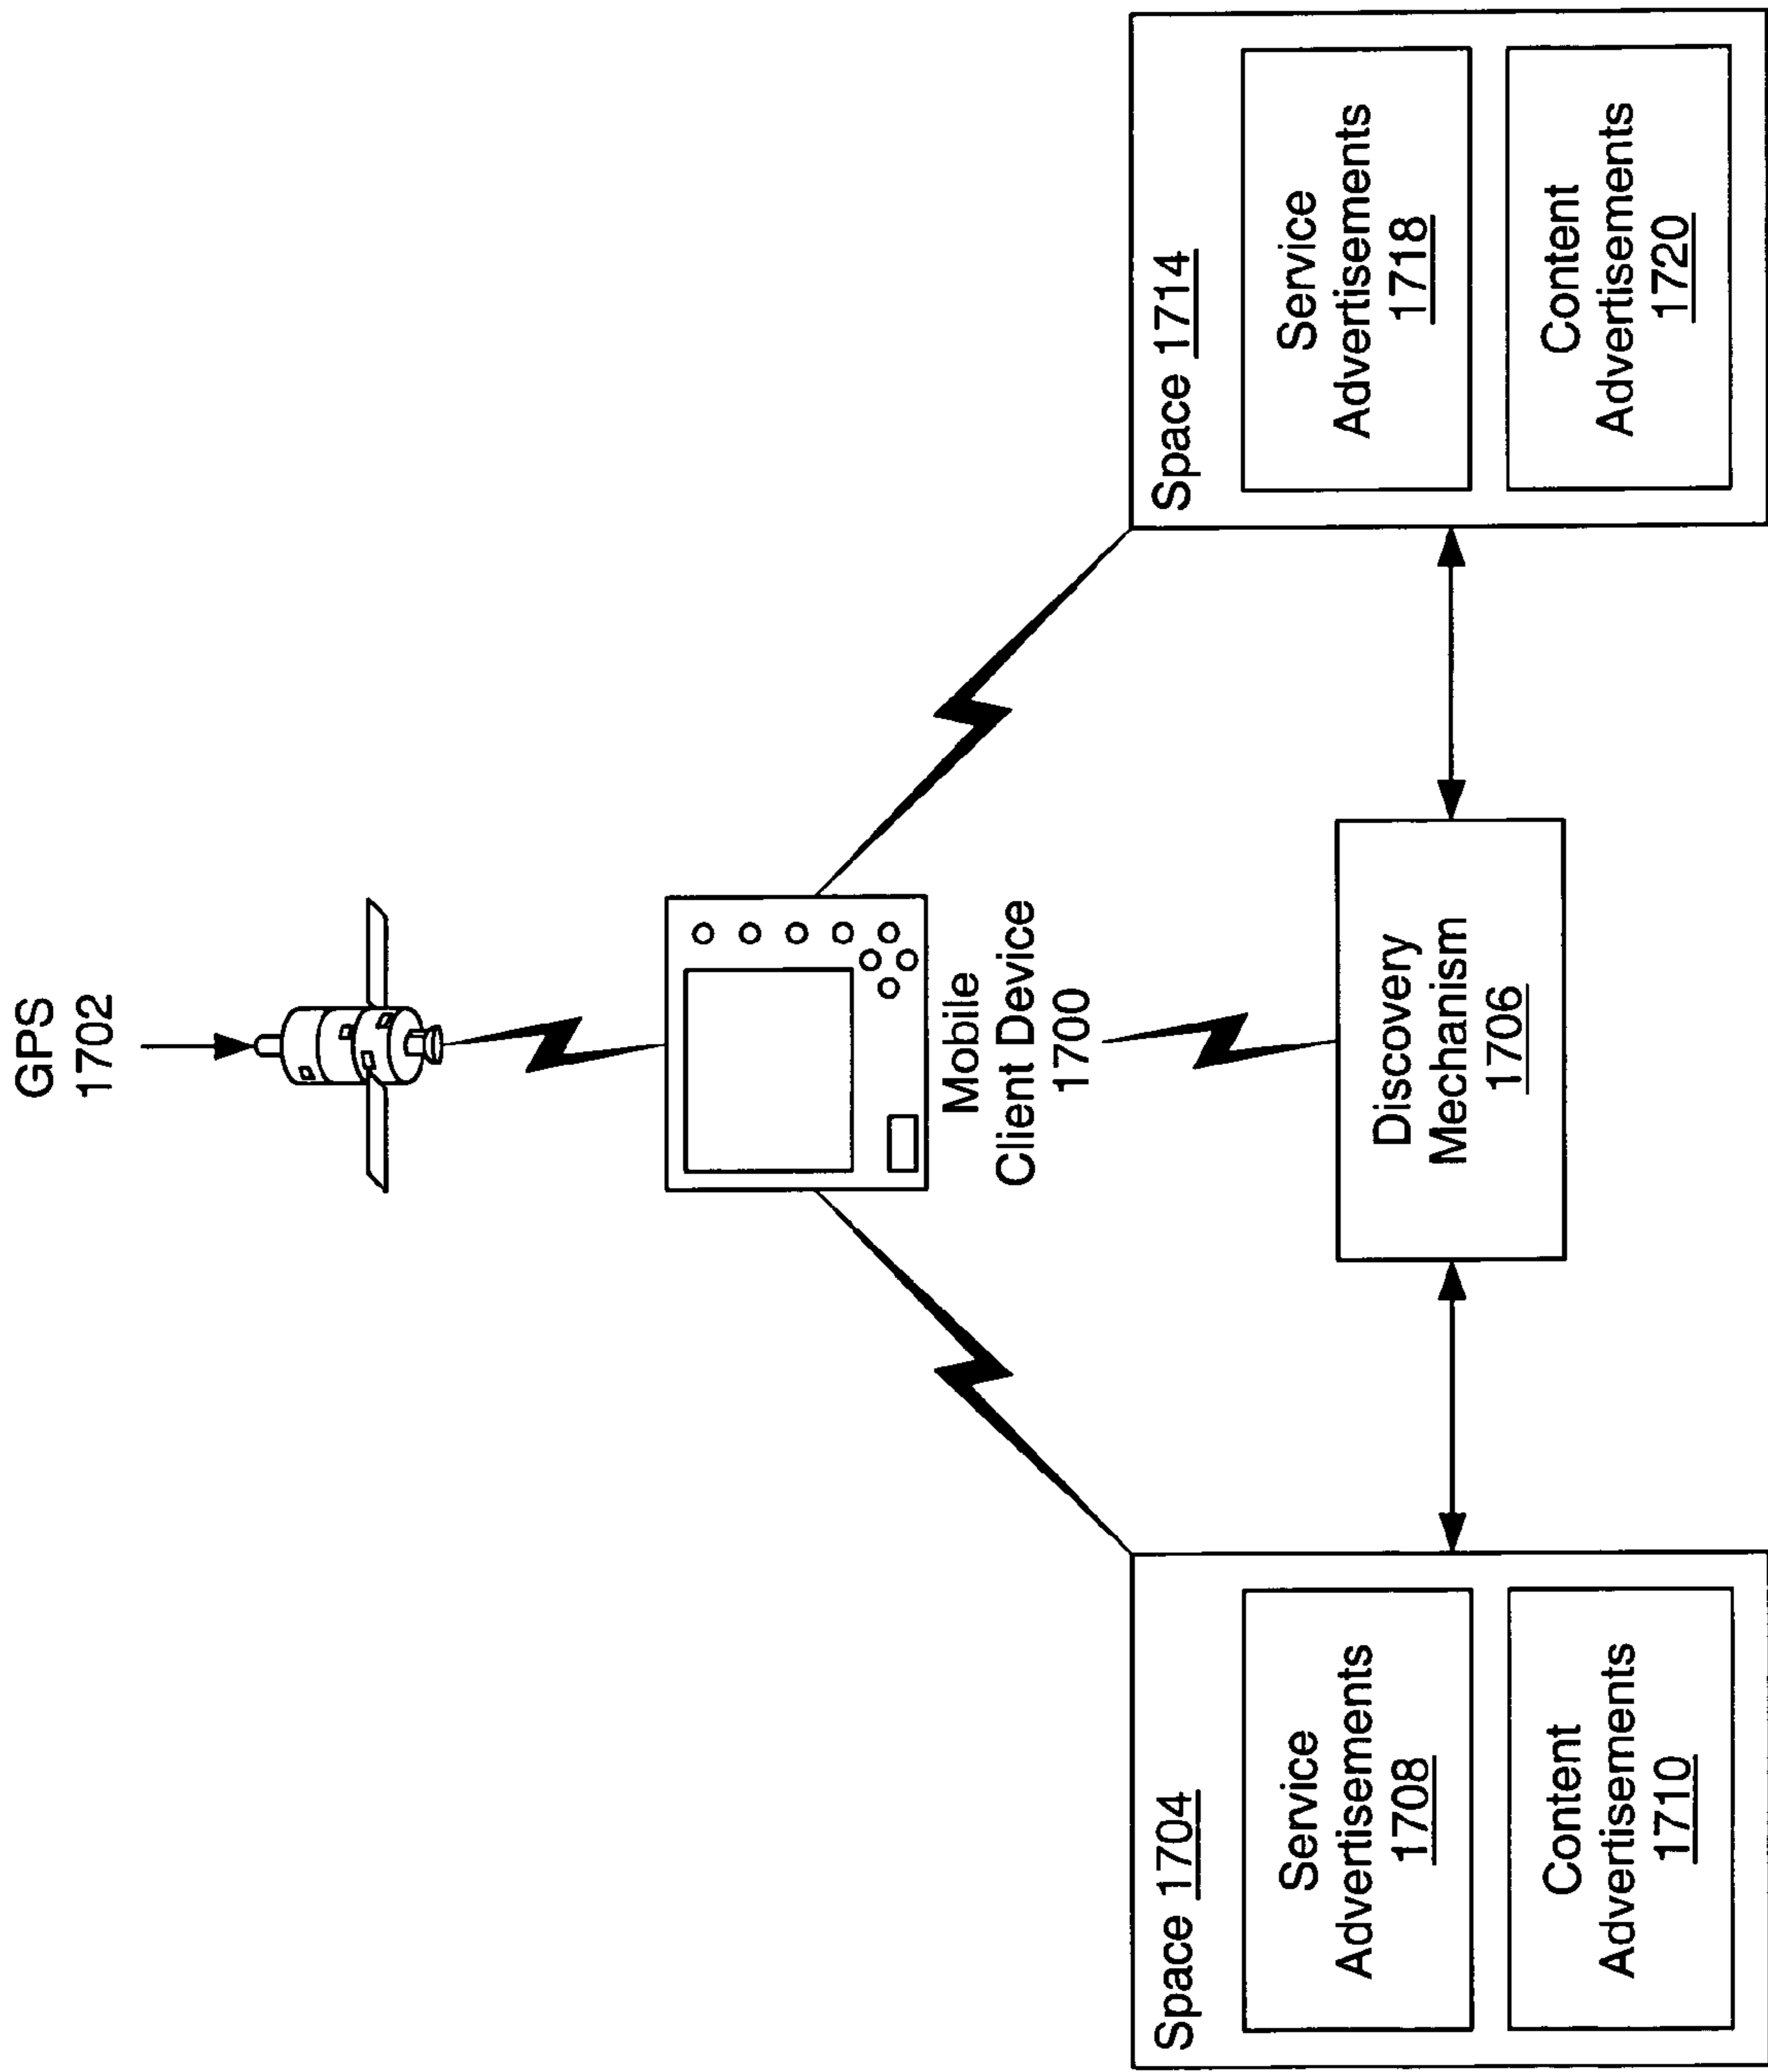 GPS
1702
Mobile
Client Device
1700
Discovery
Mechanism
1706
Space 1704
Service
Advertisements
1708
Content
Advertisements
1710
Space 1714
Service
Advertisements
1718
Content
Advertisements
1720